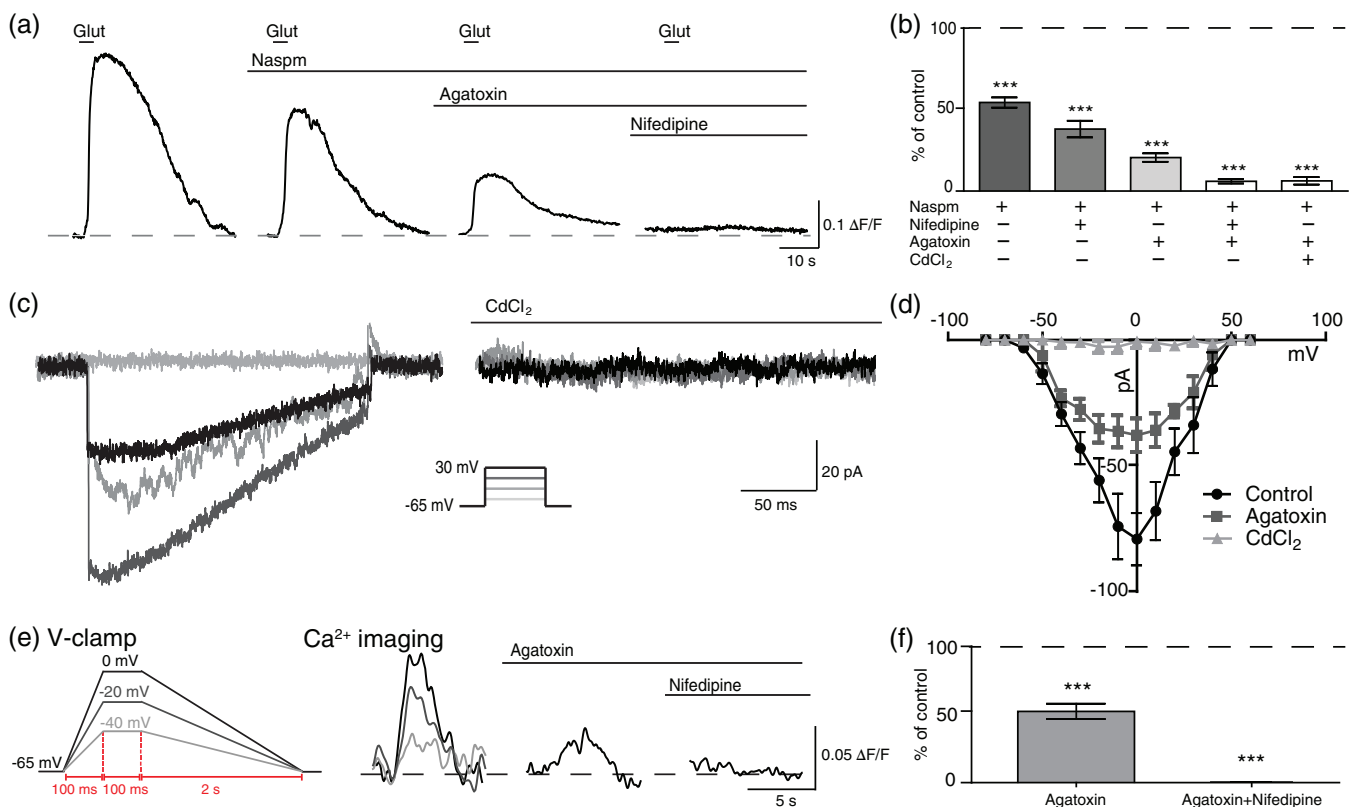 (a)
Glut Glut Glut Glut
Naspm
Agatoxin
Nifedipine
0.1 ΔF/F
10 s
(b)
% of control
100
50
0
*** *** *** *** ***
Naspm + + + + +
Nifedipine − + − + −
Agatoxin − − + + +
CdCl2 − − − − +
(c)
CdCl2
30 mV
-65 mV
20 pA
50 ms
(d)
-100 -50 0 50 100
mV
pA
-50
-100
Control
Agatoxin
CdCl2
(e) V-clamp
0 mV
-20 mV
-40 mV
-65 mV
100 ms 100 ms 2 s
Ca2+ imaging
Agatoxin
Nifedipine
0.05 ΔF/F
5 s
(f)
% of control
100
50
0
*** ***
Agatoxin Agatoxin+Nifedipine